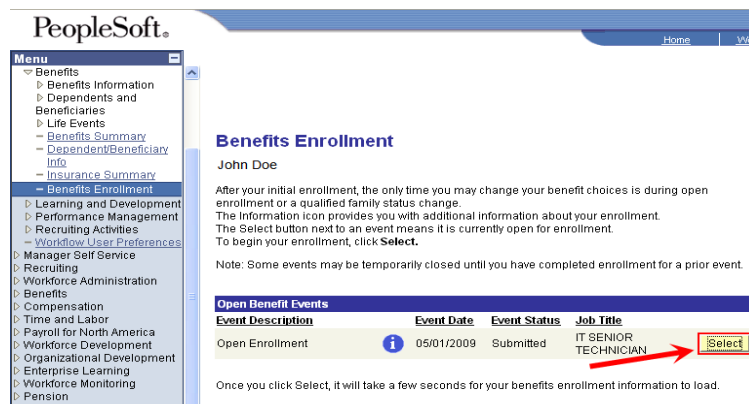 PeopleSoft®
Home
Menu
Benefits
Benefits Information
Dependents and
Beneficiaries
Life Events
Benefits Summary
Dependent/Beneficiary
Info
Insurance Summary
Benefits Enrollment
Learning and Development
Performance Management
Recruiting Activities
Workflow User Preferences
Manager Self Service
Recruiting
Workforce Administration
Benefits
Compensation
Time and Labor
Payroll for North America
Workforce Development
Organizational Development
Enterprise Learning
Workforce Monitoring
Pension
Benefits Enrollment
John Doe
After your initial enrollment, the only time you may change your benefit choices is during open
enrollment or a qualified family status change.
The Information icon provides you with additional information about your enrollment.
The Select button next to an event means it is currently open for enrollment.
To begin your enrollment, click Select.
Note: Some events may be temporarily closed until you have completed enrollment for a prior event.
Open Benefit Events
Event Description Event Date Event Status Job Title
Open Enrollment i 05/01/2009 Submitted IT SENIOR
TECHNICIAN Select
Once you click Select, it will take a few seconds for your benefits enrollment information to load.